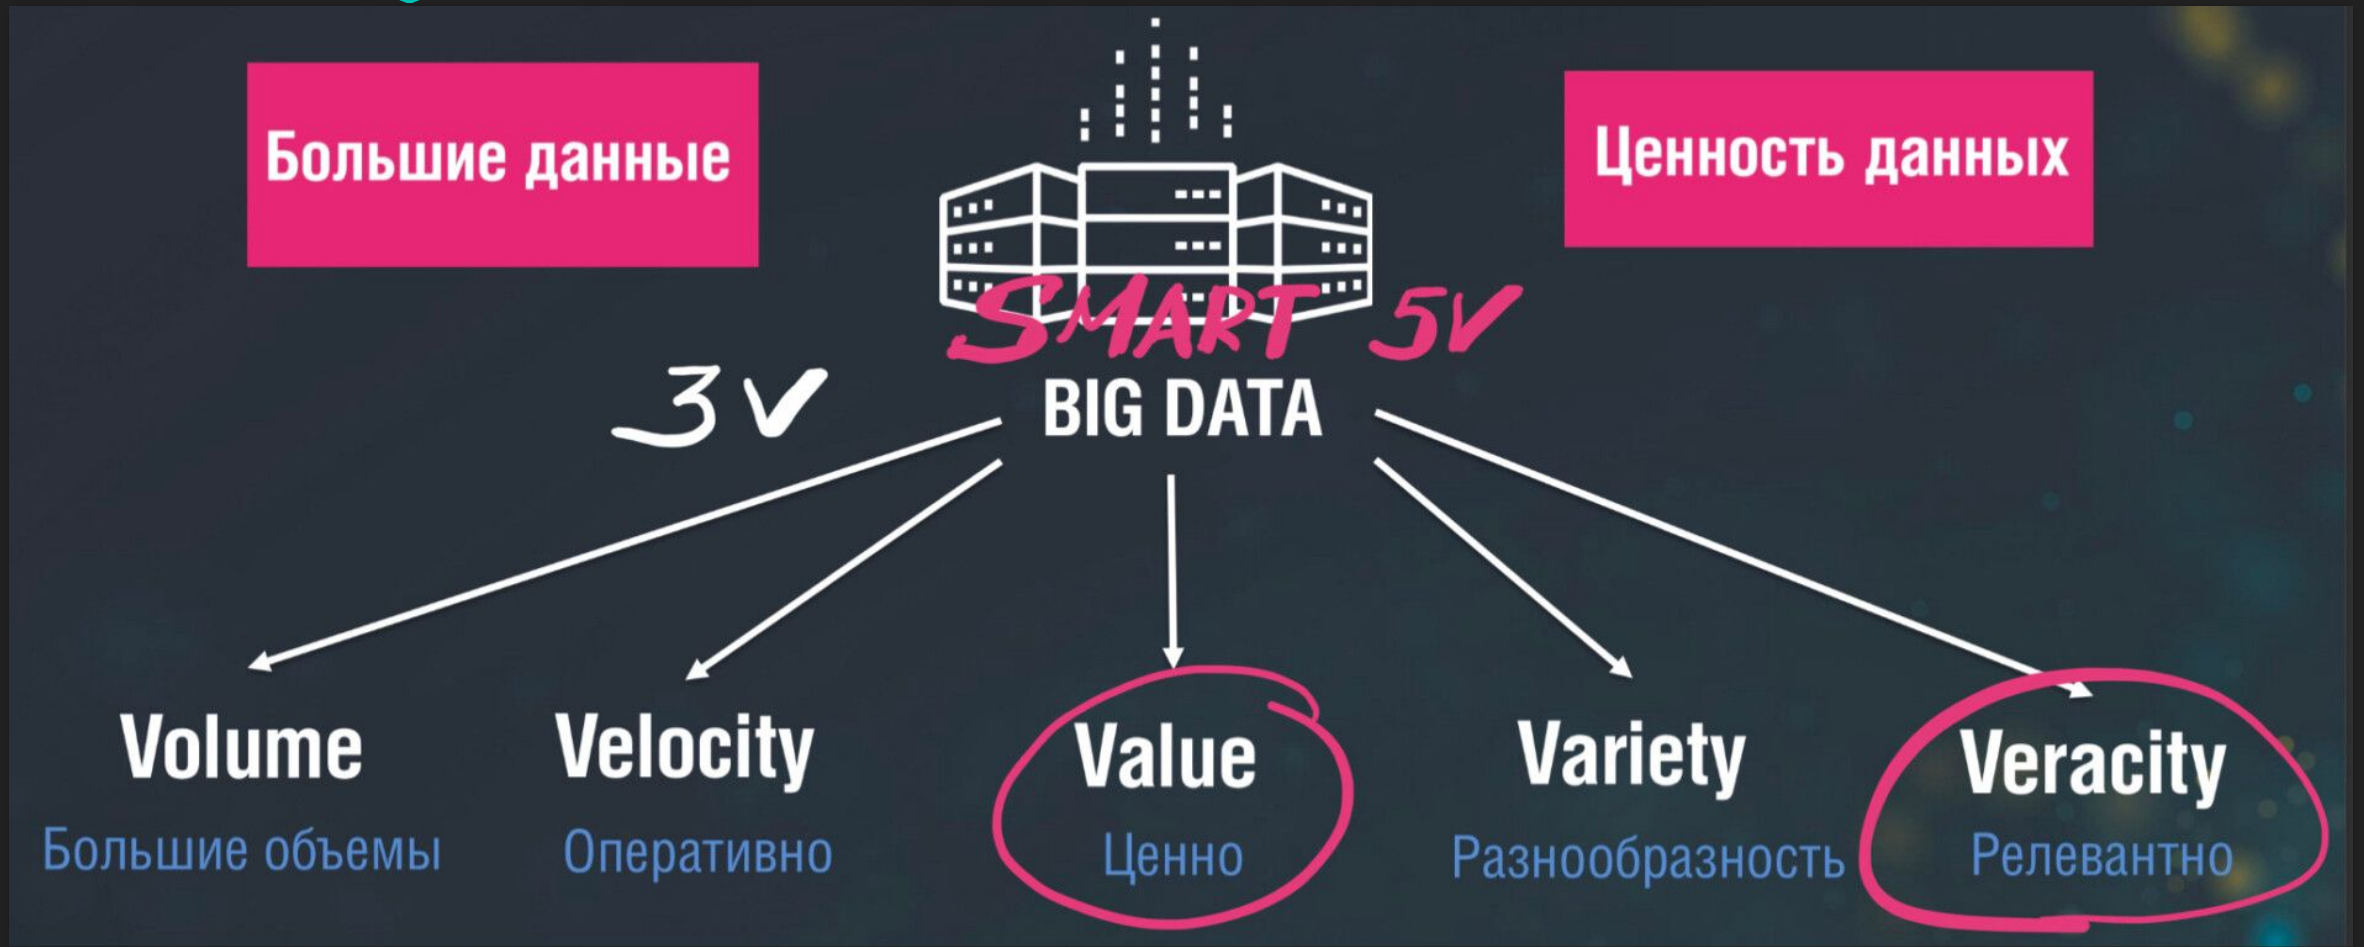 Большие данные
Ценность данных
SMART 5V
3V
BIG DATA
Volume
Большие объемы
Velocity
Оперативно
Value
Ценно
Variety
Разнообразность
Veracity
Релевантно